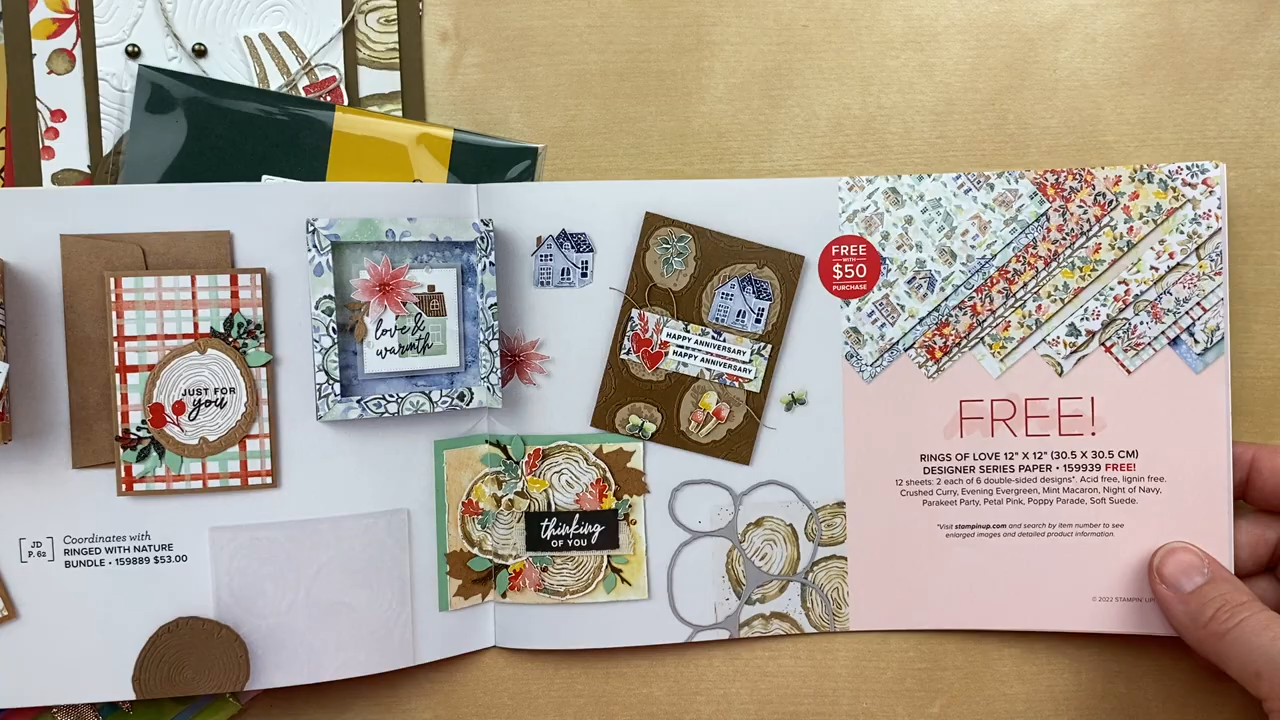 JUST FOR
you
[JD
P. 62]
Coordinates with
RINGED WITH NATURE
BUNDLE • 159889 $53.00
love &
warmth
HAPPY ANNIVERSARY
HAPPY ANNIVERSARY
thinking
OF YOU
FREE
WITH
$50
PURCHASE
FREE!
RINGS OF LOVE 12" X 12" (30.5 X 30.5 CM)
DESIGNER SERIES PAPER • 159939 FREE!
12 sheets: 2 each of 6 double-sided designs*. Acid free, lignin free.
Crushed Curry, Evening Evergreen, Mint Macaron, Night of Navy,
Parakeet Party, Petal Pink, Poppy Parade, Soft Suede.
*Visit stampinup.com and search by item number to see
enlarged images and detailed product information.
© 2022 STAMPIN' UP!